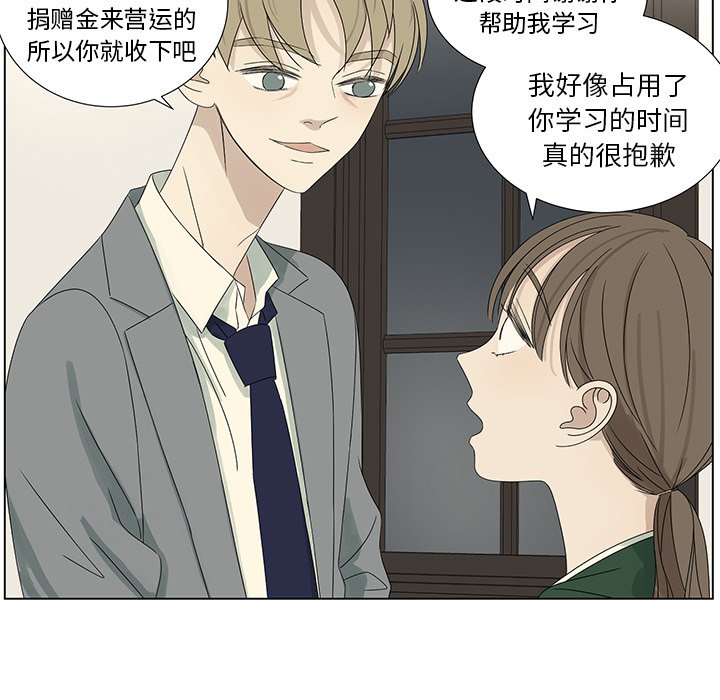 捐赠金来营运的
所以你就收下吧
帮助我学习
我好像占用了
你学习的时间
真的很抱歉